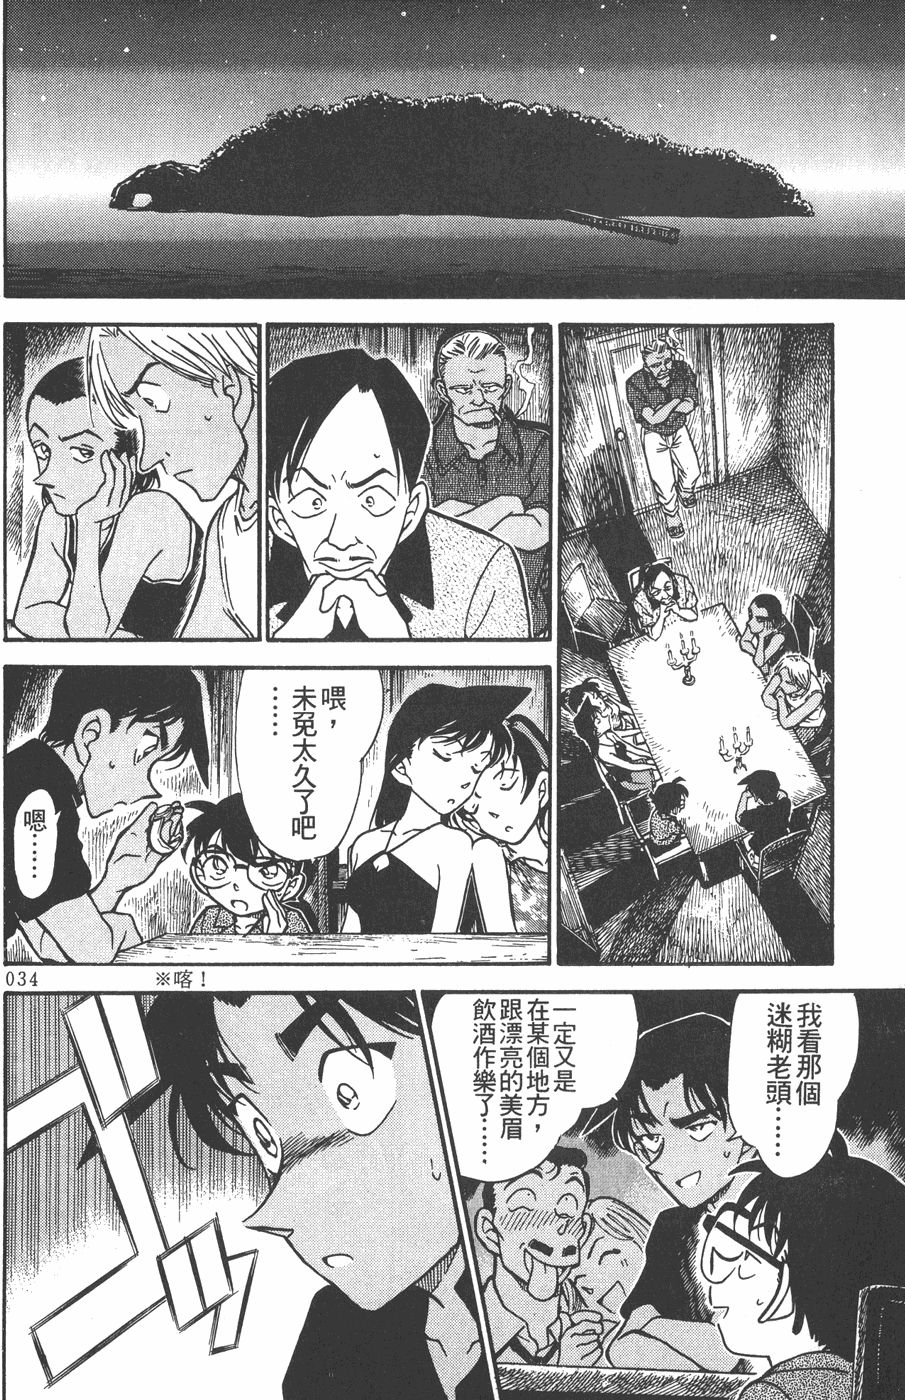 喂，
未免太久了吧
……
嗯……
034
※喀！
我看那個
迷糊老頭……
一定又是
在某個地方，
跟漂亮的美眉
飲酒作樂了……